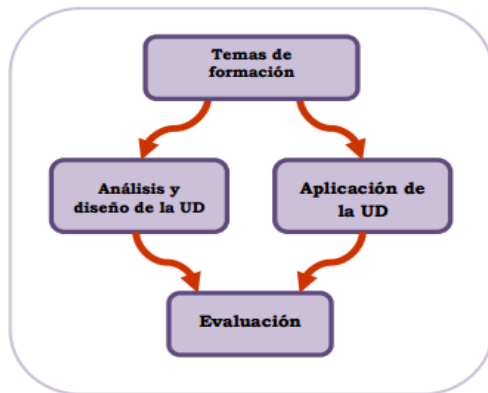 Temas de
formación
Análisis y
diseño de la UD
Aplicación de
la UD
Evaluación